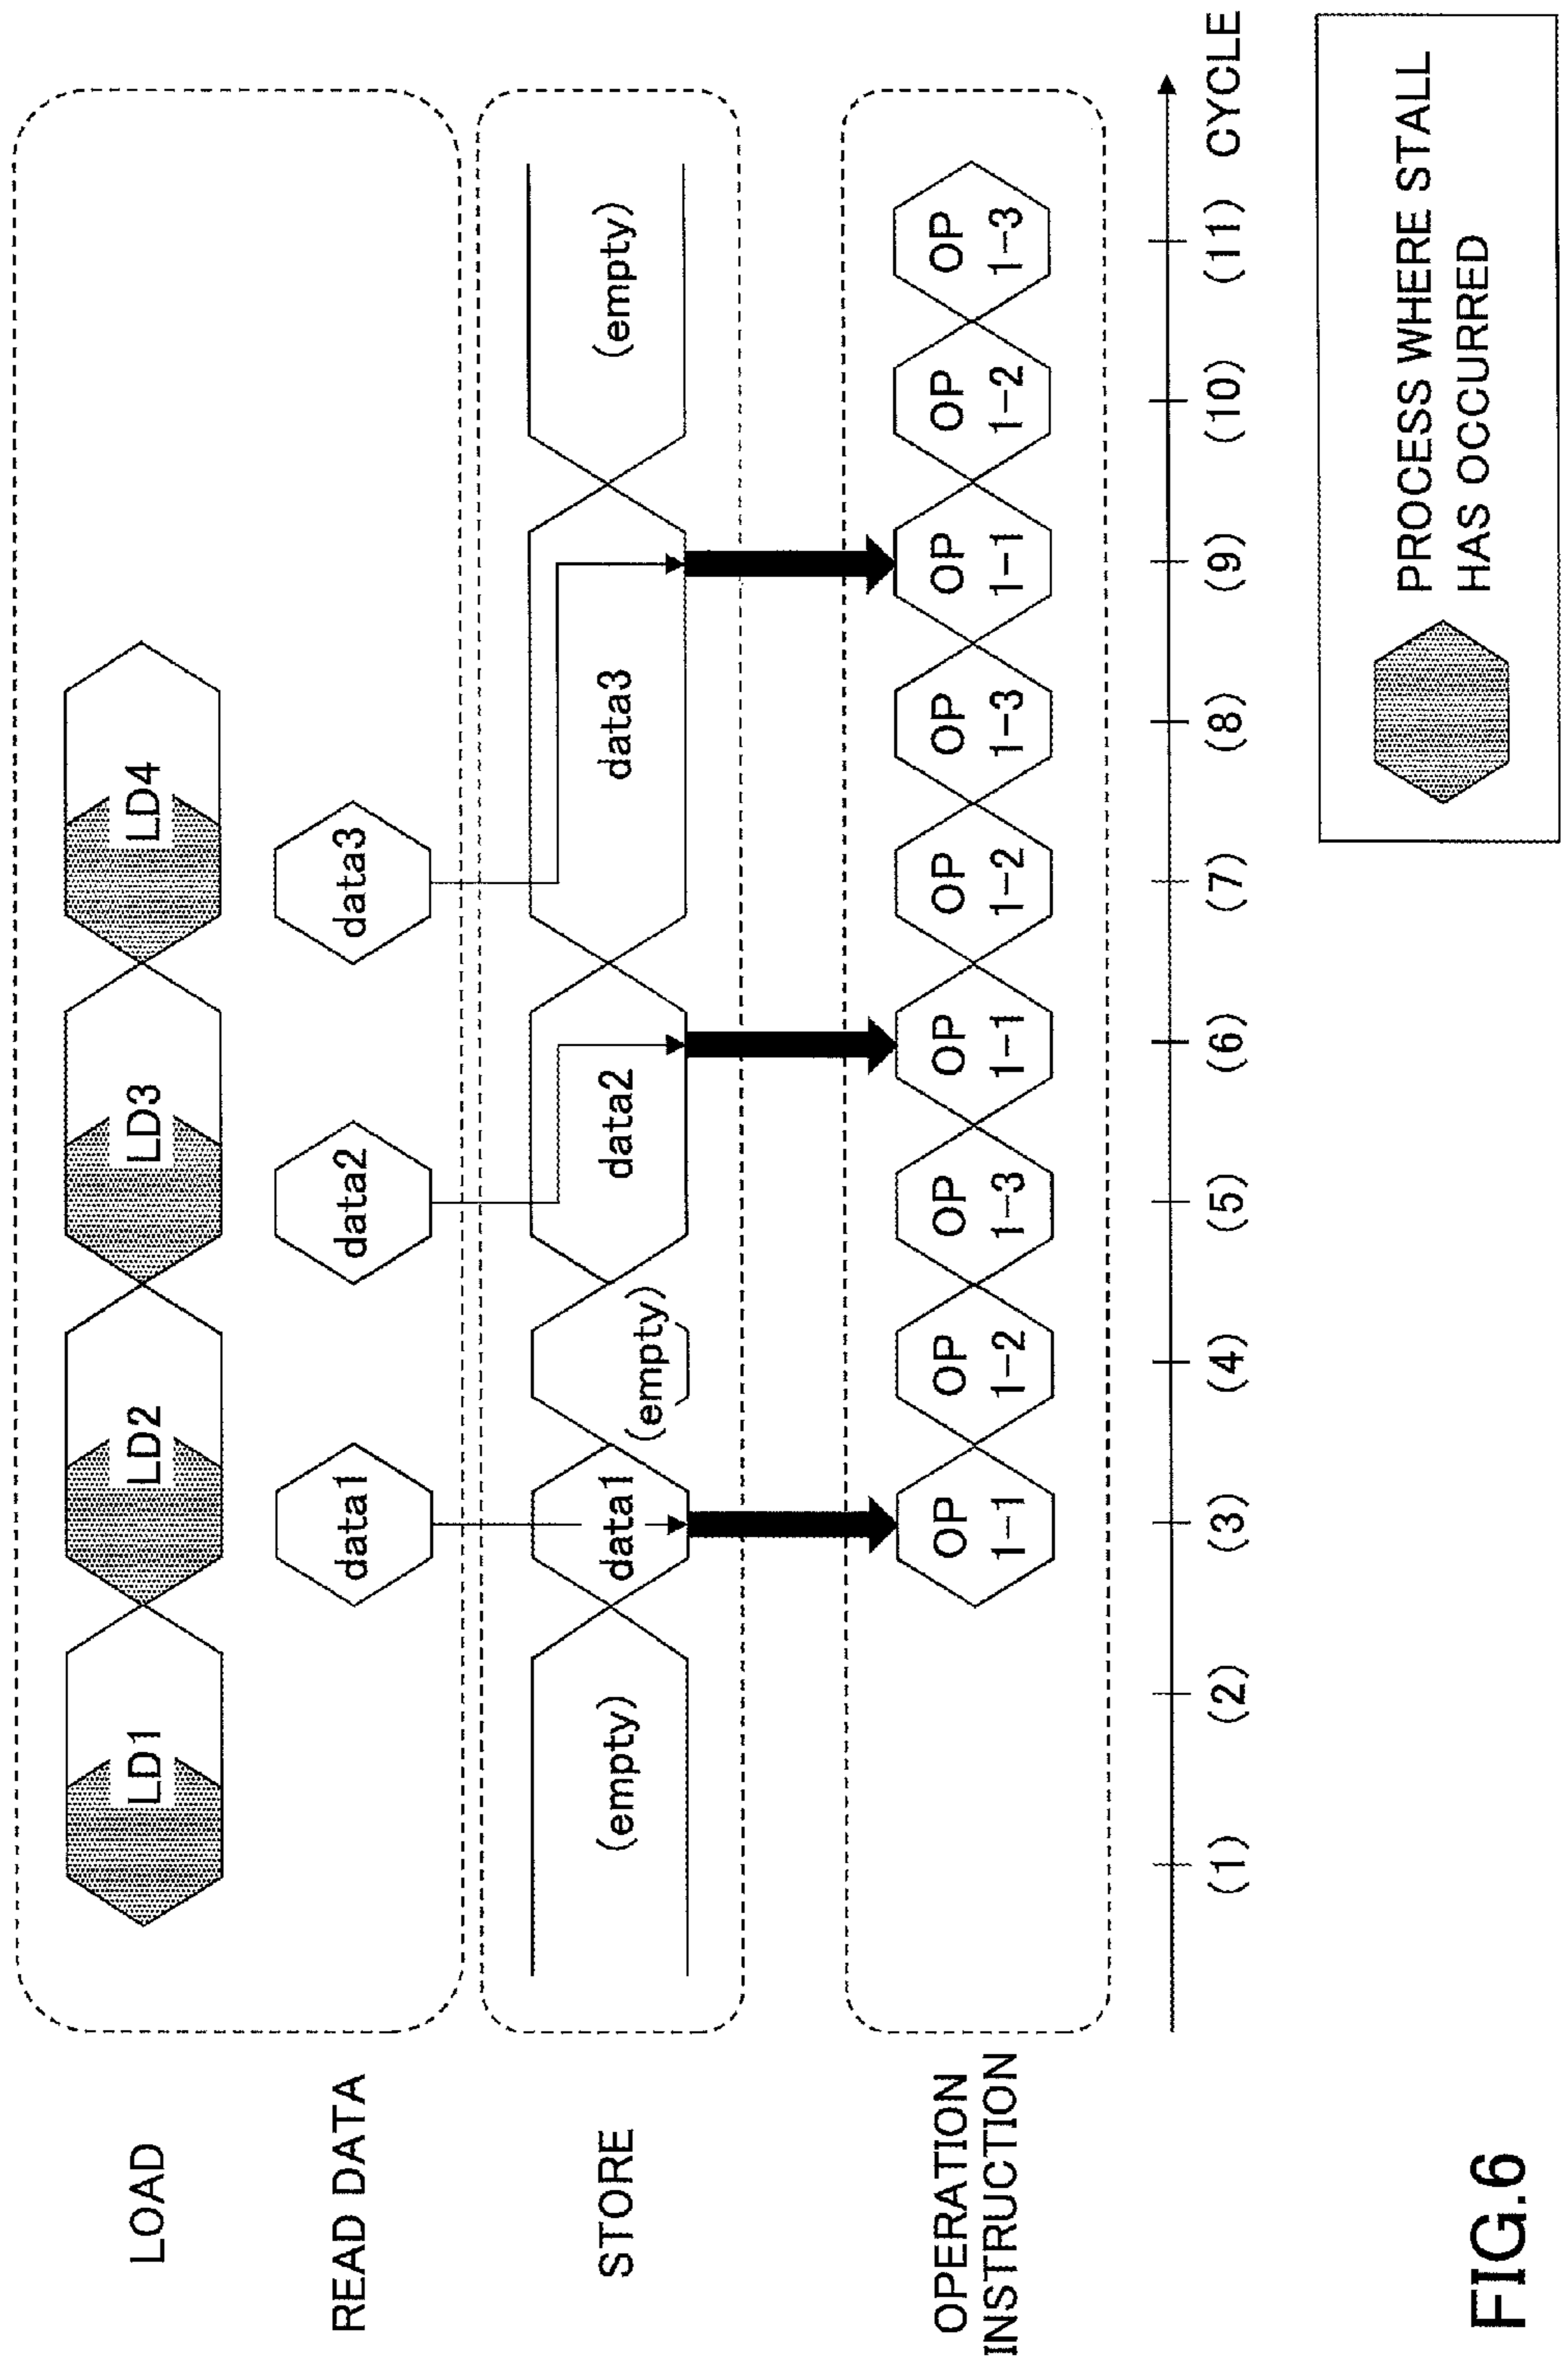 LOAD
LD1
LD2
LD3
LD4
READ DATA
data1
data2
data3
STORE
(empty)
data1
(empty)
data2
data3
(empty)
OPERATION
INSTRUCTION
OP
1-1
OP
1-2
OP
1-3
OP
1-1
OP
1-2
OP
1-3
OP
1-1
OP
1-2
OP
1-3
(1)
(2)
(3)
(4)
(5)
(6)
(7)
(8)
(9)
(10)
(11)
CYCLE
PROCESS WHERE STALL
HAS OCCURRED
FIG.6